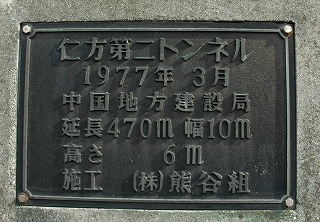 仁方第二トンネル
1977年 3月
中国地方建設局
延長470m 幅10m
高さ 6m
施工 (株)熊谷組